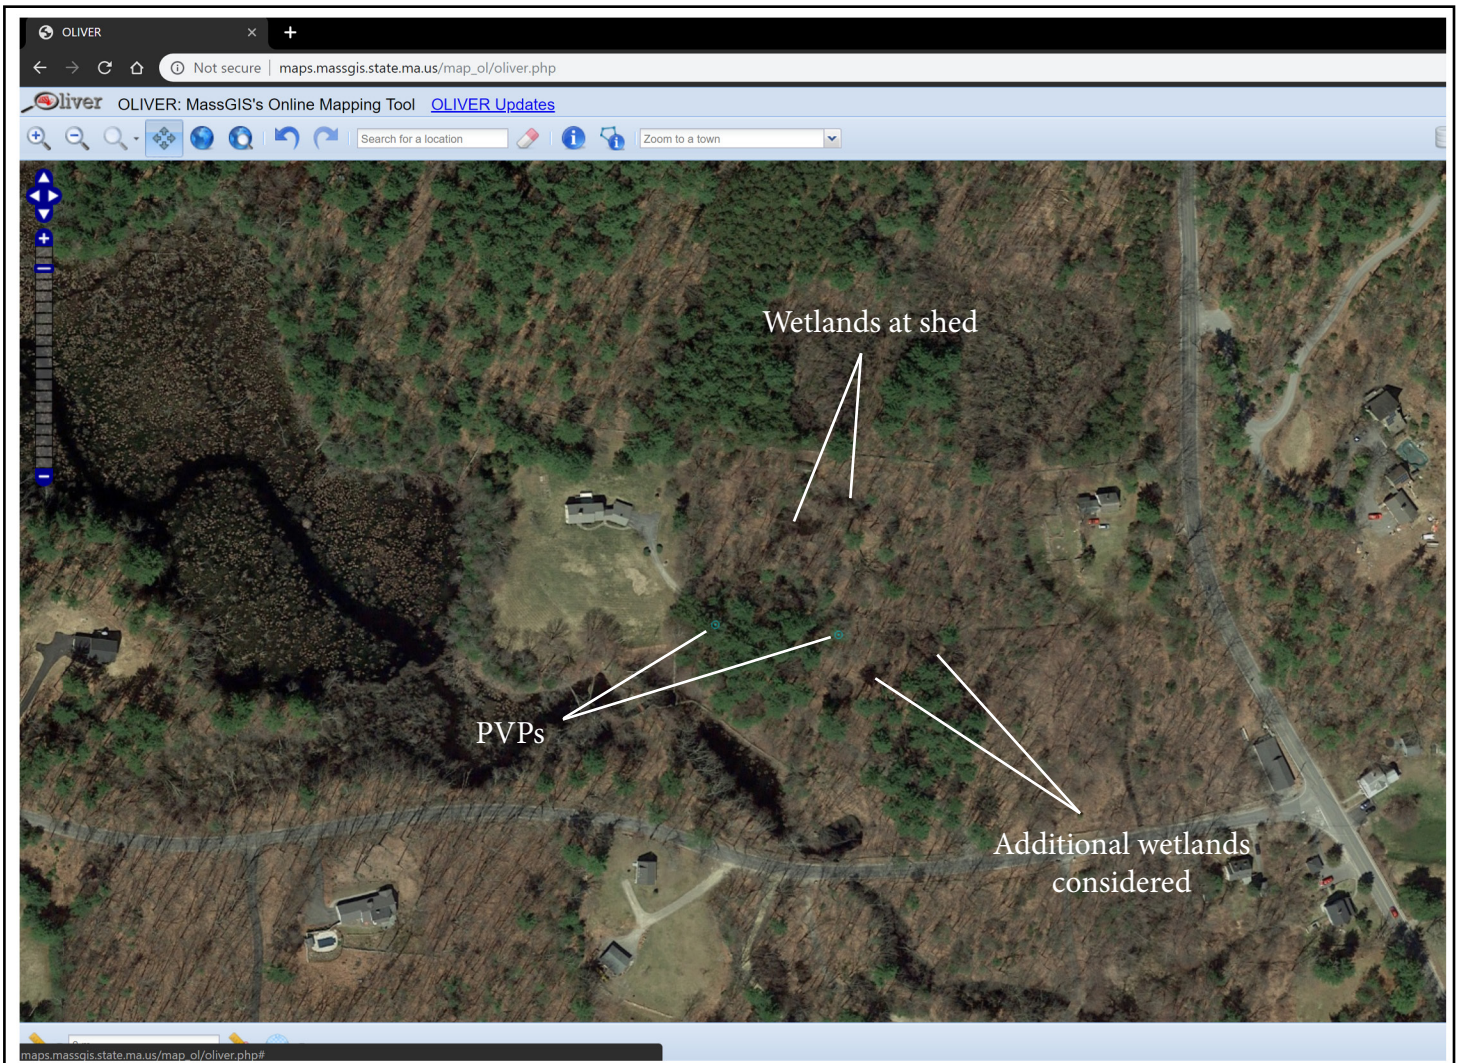 OLIVER
Not secure | maps.massgis.state.ma.us/map_ol/oliver.php
Oliver OLIVER: MassGIS's Online Mapping Tool OLIVER Updates
Search for a location
Zoom to a town
Wetlands at shed
PVPs
Additional wetlands
considered
maps.massgis.state.ma.us/map_ol/oliver.php#